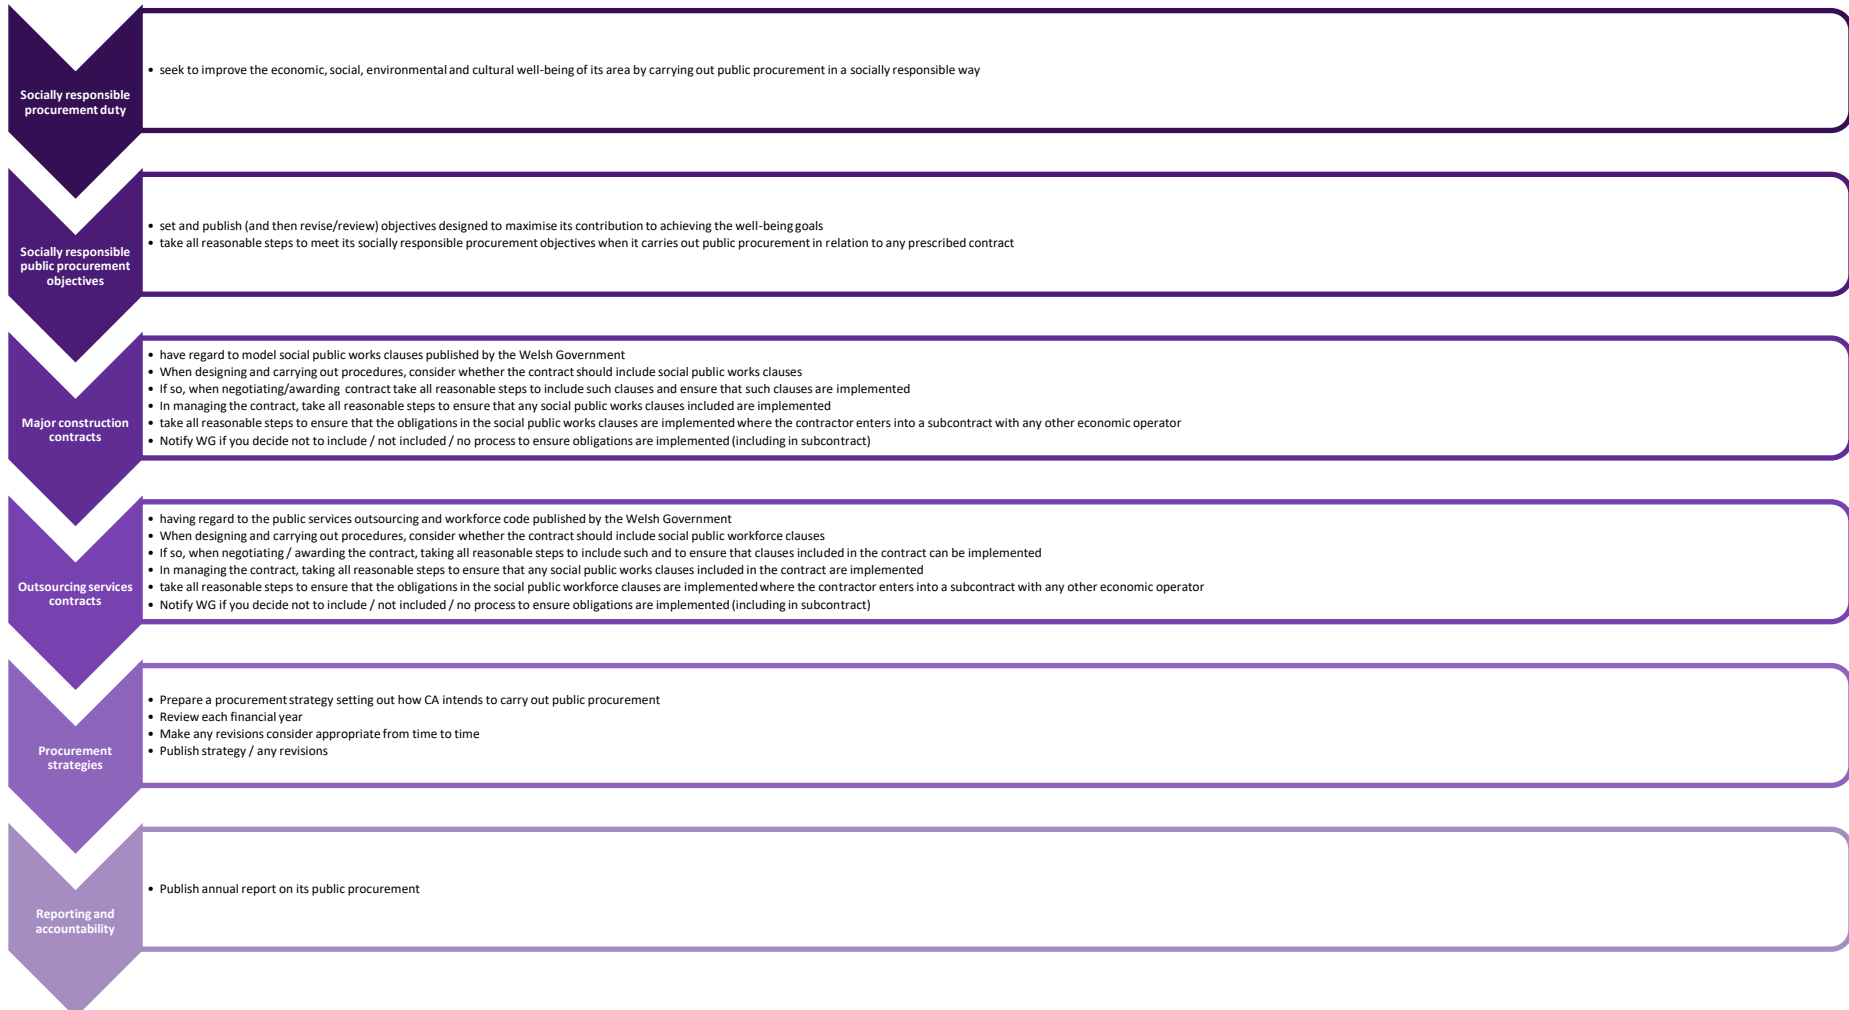 Socially responsible
procurement duty
• seek to improve the economic, social, environmental and cultural well-being of its area by carrying out public procurement in a socially responsible way
Socially responsible
public procurement
objectives
• set and publish (and then revise/review) objectives designed to maximise its contribution to achieving the well-being goals
• take all reasonable steps to meet its socially responsible procurement objectives when it carries out public procurement in relation to any prescribed contract
Major construction
contracts
• have regard to model social public works clauses published by the Welsh Government
• When designing and carrying out procedures, consider whether the contract should include social public works clauses
• If so, when negotiating/awarding contract take all reasonable steps to include such clauses and ensure that such clauses are implemented
• In managing the contract, take all reasonable steps to ensure that any social public works clauses included are implemented
• take all reasonable steps to ensure that the obligations in the social public works clauses are implemented where the contractor enters into a subcontract with any other economic operator
• Notify WG if you decide not to include / not included / no process to ensure obligations are implemented (including in subcontract)
Outsourcing services
contracts
• having regard to the public services outsourcing and workforce code published by the Welsh Government
• When designing and carrying out procedures, consider whether the contract should include social public workforce clauses
• If so, when negotiating / awarding the contract, taking all reasonable steps to include such and to ensure that clauses included in the contract can be implemented
• In managing the contract, taking all reasonable steps to ensure that any social public works clauses included in the contract are implemented
• take all reasonable steps to ensure that the obligations in the social public workforce clauses are implemented where the contractor enters into a subcontract with any other economic operator
• Notify WG if you decide not to include / not included / no process to ensure obligations are implemented (including in subcontract)
Procurement
strategies
• Prepare a procurement strategy setting out how CA intends to carry out public procurement
• Review each financial year
• Make any revisions consider appropriate from time to time
• Publish strategy / any revisions
Reporting and
accountability
• Publish annual report on its public procurement